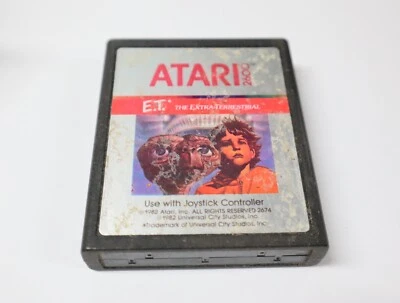 ATARI 2600
E.T. THE EXTRA-TERRESTRIAL
Use with Joystick Controller
©1982 Atari, Inc. ALL RIGHTS RESERVED 2674
©1982 Universal City Studios, Inc.
*Trademark of Universal City Studios, Inc.